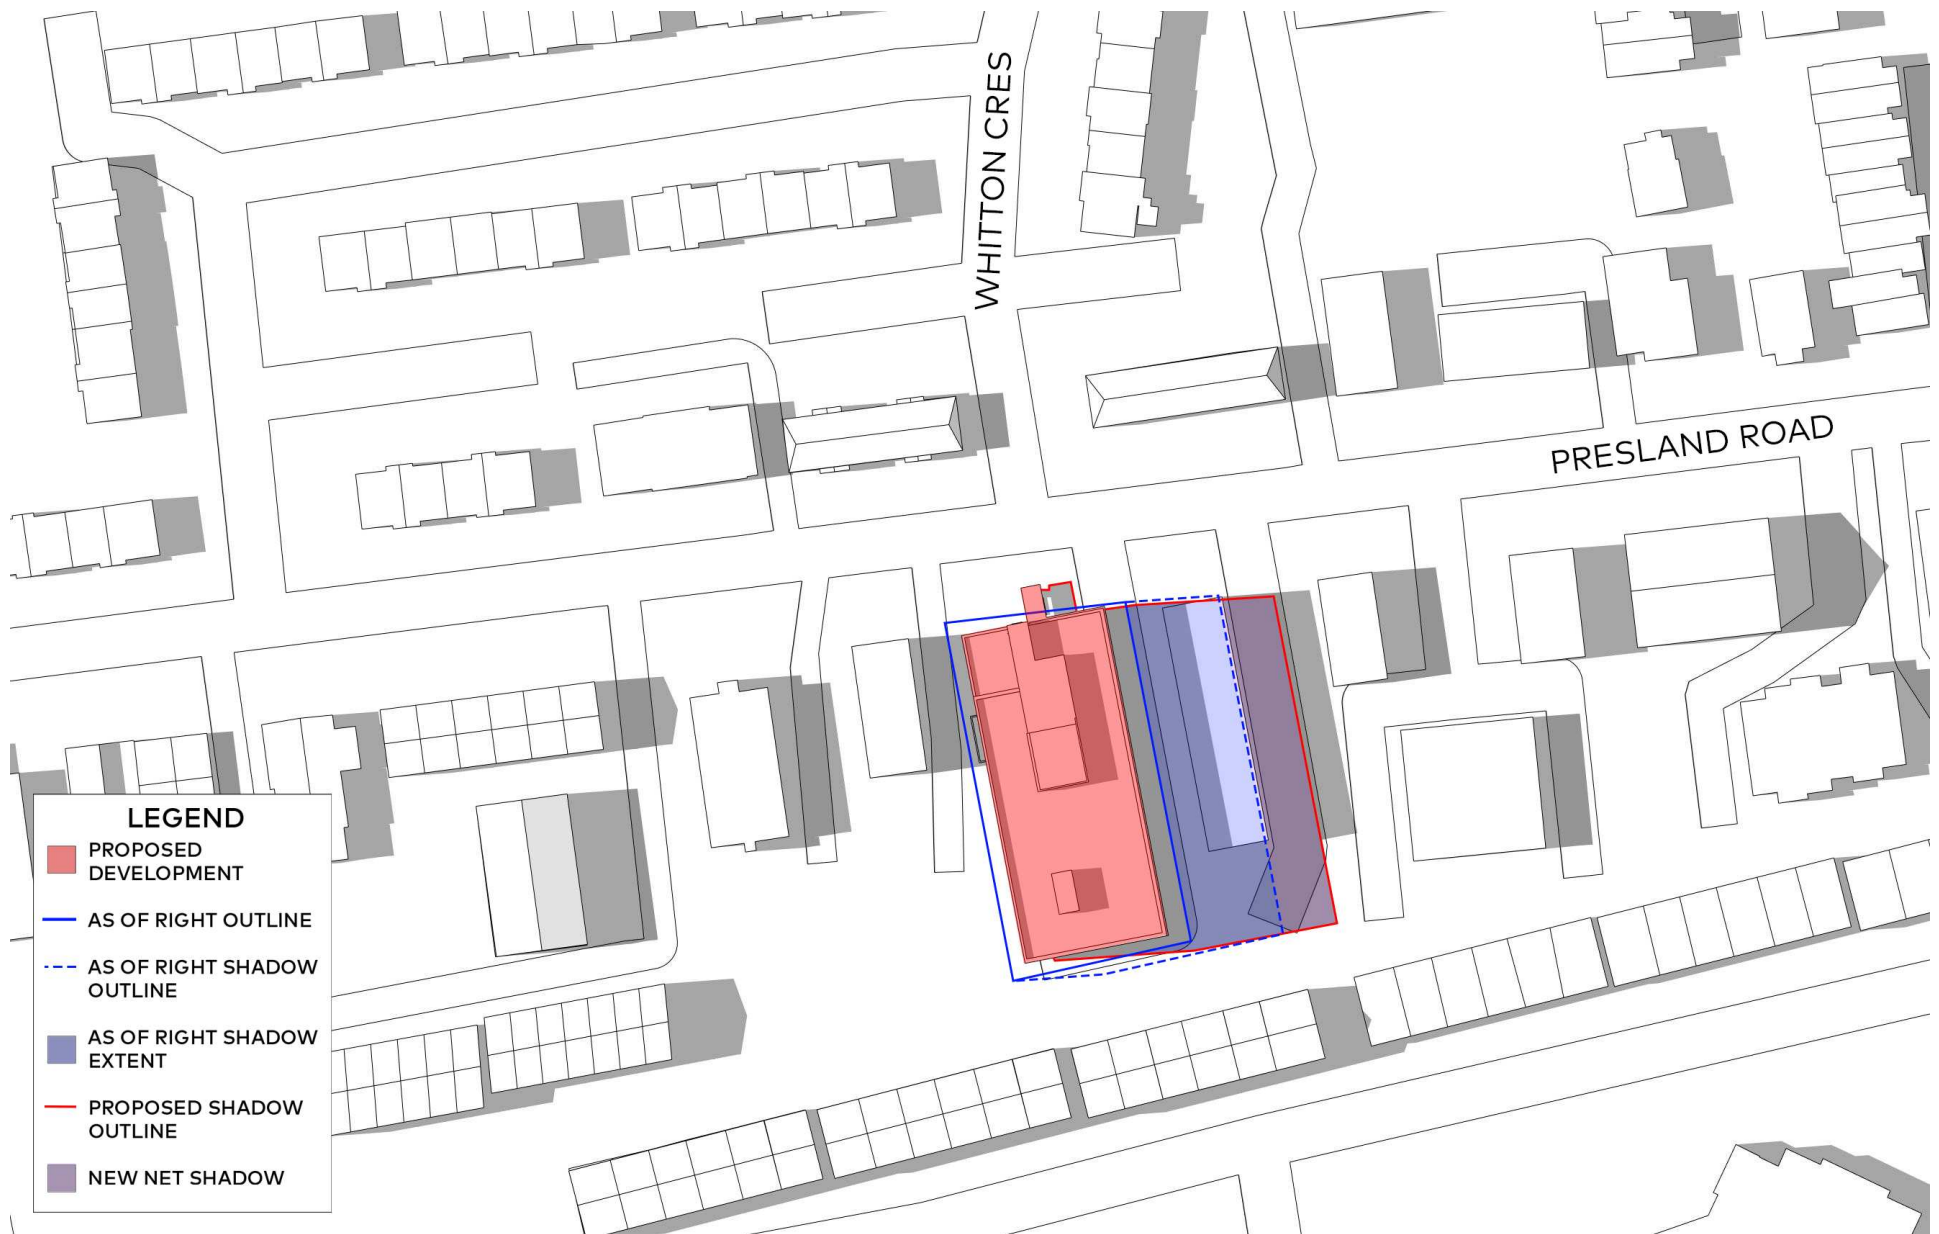 WHITTON CRES
PRESLAND ROAD
LEGEND
PROPOSED
DEVELOPMENT
AS OF RIGHT OUTLINE
AS OF RIGHT SHADOW
OUTLINE
AS OF RIGHT SHADOW
EXTENT
PROPOSED SHADOW
OUTLINE
NEW NET SHADOW